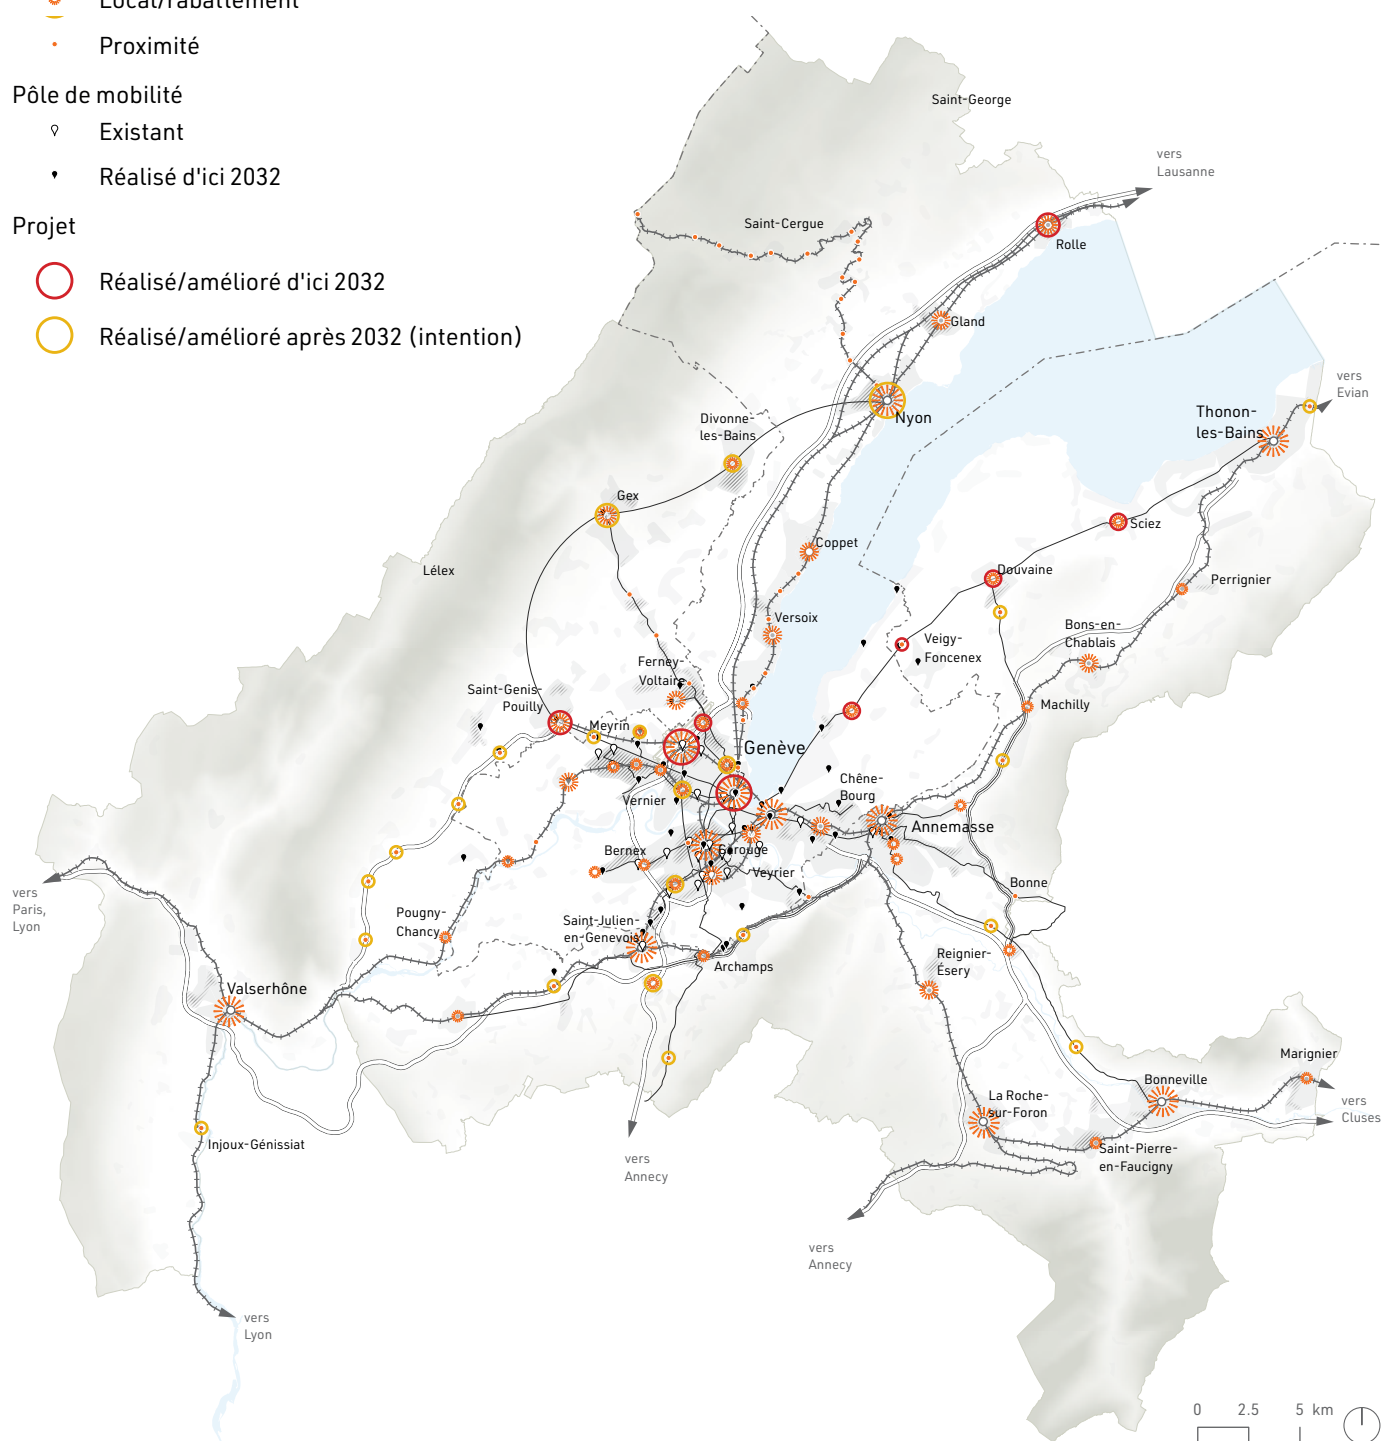 Local/rabattement
Proximité
Pôle de mobilité
Existant
Réalisé d'ici 2032
Projet
Réalisé/amélioré d'ici 2032
Réalisé/amélioré après 2032 (intention)
Saint-George
vers
Lausanne
Saint-Cergue
Rolle
Gland
vers
Evian
Nyon
Thonon-
les-Bains
Divonne-
les-Bains
Gex
Sciez
Coppet
Lélex
Douvaine
Perrignier
Versoix
Bons-en-
Chablais
Veigy-
Foncenex
Ferney-
Voltaire
Saint-Genis-
Pouilly
Meyrin
Machilly
Genève
Chêne-
Bourg
Vernier
Annemasse
Bernex
Carouge
Veyrier
Bonne
vers
Paris,
Lyon
Pougny-
Chancy
Saint-Julien-
en-Genevois
Archamps
Reignier-
Ésery
Valserhône
Marignier
Bonneville
La Roche-
sur-Foron
vers
Cluses
Injoux-Génissiat
Saint-Pierre-
en-Faucigny
vers
Annecy
vers
Annecy
vers
Lyon
0 2.5 5 km